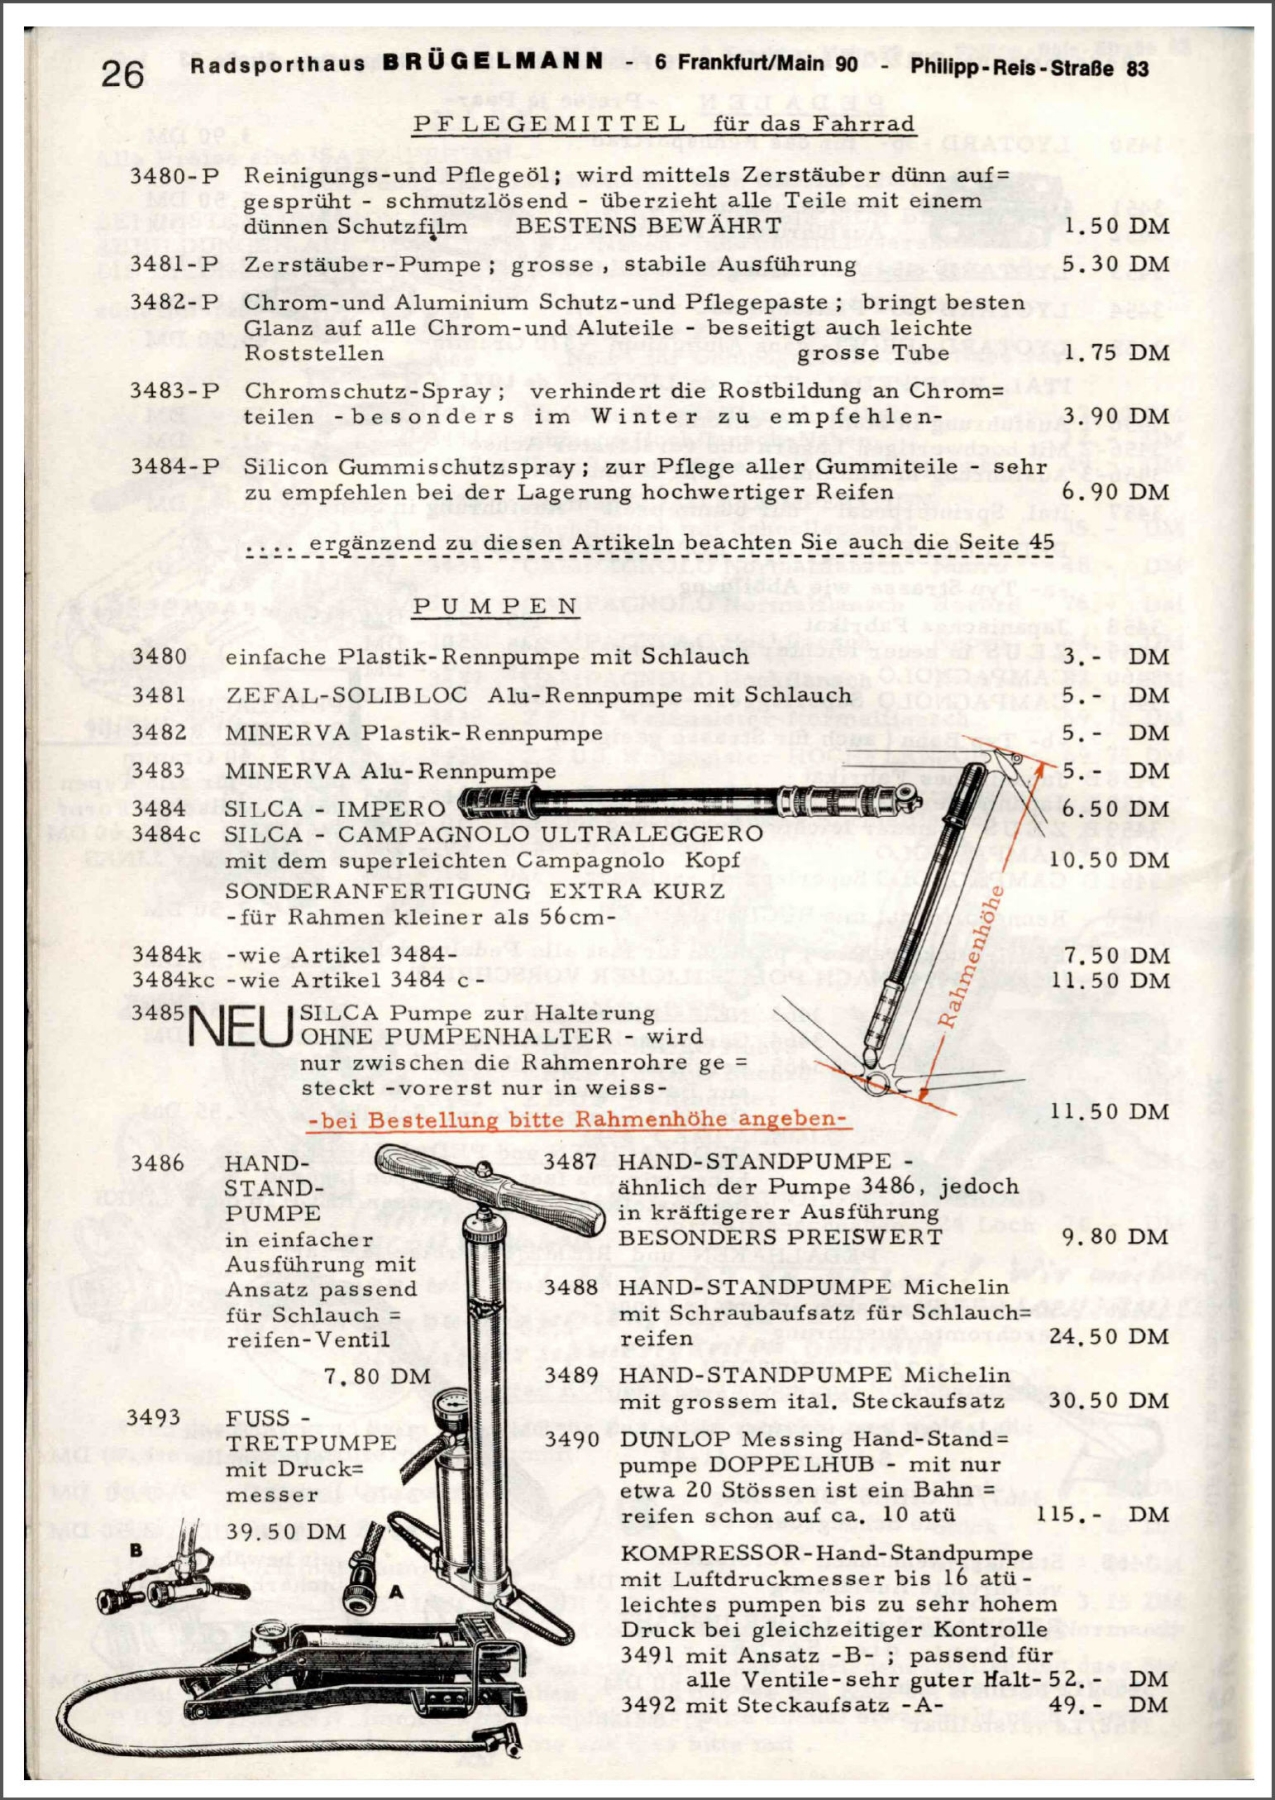 26 Radsporthaus BRÜGELMANN - 6 Frankfurt/Main 90 - Philipp-Reis-Straße 83
PFLEGEMITTEL für das Fahrrad
3480-P Reinigungs-und Pflegeöl; wird mittels Zerstäuber dünn auf=
gesprüht - schmutzlösend - überzieht alle Teile mit einem
dünnen Schutzfilm BESTENS BEWÄHRT 1.50 DM
3481-P Zerstäuber-Pumpe; grosse, stabile Ausführung 5.30 DM
3482-P Chrom-und Aluminium Schutz-und Pflegepaste; bringt besten
Glanz auf alle Chrom-und Aluteile - beseitigt auch leichte
Roststellen grosse Tube 1.75 DM
3483-P Chromschutz-Spray; verhindert die Rostbildung an Chrom=
teilen -besonders im Winter zu empfehlen- 3.90 DM
3484-P Silicon Gummischutzspray; zur Pflege aller Gummiteile - sehr
zu empfehlen bei der Lagerung hochwertiger Reifen 6.90 DM
.... ergänzend zu diesen Artikeln beachten Sie auch die Seite 45
PUMPEN
3480 einfache Plastik-Rennpumpe mit Schlauch 3.- DM
3481 ZEFAL-SOLIBLOC Alu-Rennpumpe mit Schlauch 5.- DM
3482 MINERVA Plastik-Rennpumpe 5.- DM
3483 MINERVA Alu-Rennpumpe 5.- DM
3484 SILCA - IMPERO 6.50 DM
3484c SILCA - CAMPAGNOLO ULTRALEGGERO
mit dem superleichten Campagnolo Kopf 10.50 DM
SONDERANFERTIGUNG EXTRA KURZ
-für Rahmen kleiner als 56cm-
3484k -wie Artikel 3484- 7.50 DM
3484kc -wie Artikel 3484 c- 11.50 DM
3485 NEU SILCA Pumpe zur Halterung
OHNE PUMPENHALTER - wird
nur zwischen die Rahmenrohre ge=
steckt -vorerst nur in weiss-
11.50 DM
-bei Bestellung bitte Rahmenhöhe angeben-
Rahmenhöhe
3486 HAND-
STAND-
PUMPE
in einfacher
Ausführung mit
Ansatz passend
für Schlauch=
reifen-Ventil
7.80 DM
3493 FUSS-
TRETPUMPE
mit Druck=
messer
39.50 DM
B
A
3487 HAND-STANDPUMPE -
ähnlich der Pumpe 3486, jedoch
in kräftigerer Ausführung
BESONDERS PREISWERT 9.80 DM
3488 HAND-STANDPUMPE Michelin
mit Schraubaufsatz für Schlauch=
reifen 24.50 DM
3489 HAND-STANDPUMPE Michelin
mit grossem ital. Steckaufsatz 30.50 DM
3490 DUNLOP Messing Hand-Stand=
pumpe DOPPELHUB - mit nur
etwa 20 Stössen ist ein Bahn=
reifen schon auf ca. 10 atü 115.- DM
KOMPRESSOR-Hand-Standpumpe
mit Luftdruckmesser bis 16 atü -
leichtes pumpen bis zu sehr hohem
Druck bei gleichzeitiger Kontrolle
3491 mit Ansatz -B- ; passend für
alle Ventile-sehr guter Halt- 52.- DM
3492 mit Steckaufsatz -A- 49.- DM